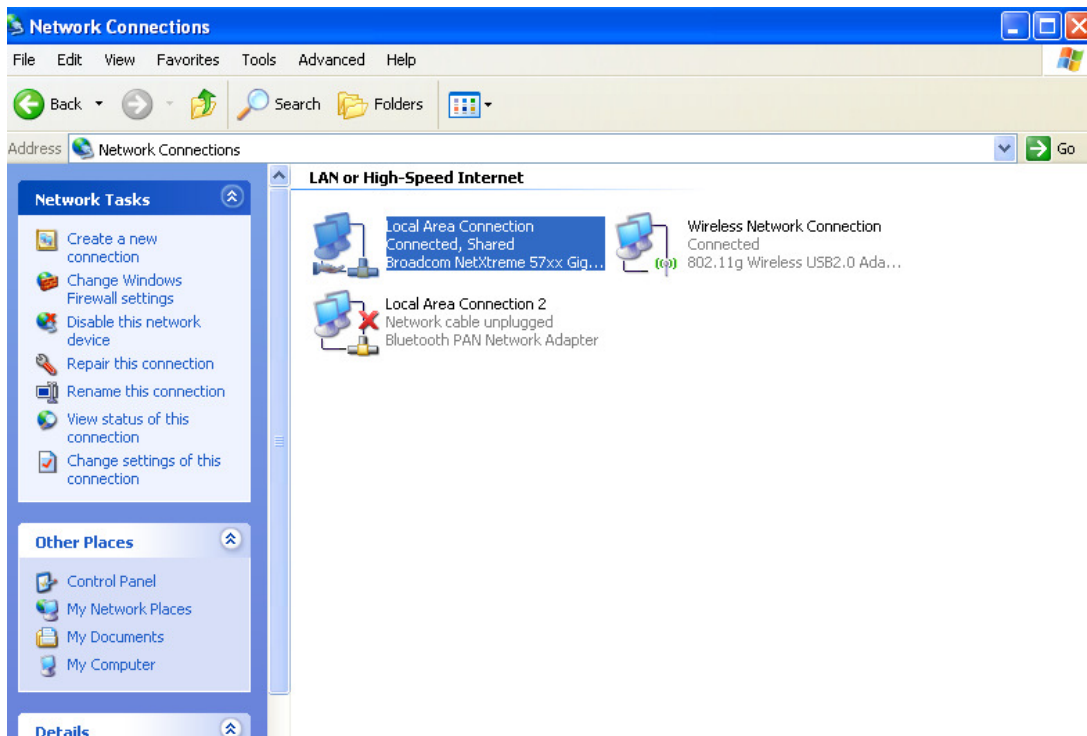 Network Connections
File Edit View Favorites Tools Advanced Help
Back Search Folders
Address Network Connections Go
Network Tasks
Create a new
connection
Change Windows
Firewall settings
Disable this network
device
Repair this connection
Rename this connection
View status of this
connection
Change settings of this
connection
Other Places
Control Panel
My Network Places
My Documents
My Computer
Details
LAN or High-Speed Internet
Local Area Connection
Connected, Shared
Broadcom NetXtreme 57xx Gig...
Wireless Network Connection
Connected
802.11g Wireless USB2.0 Ada...
Local Area Connection 2
Network cable unplugged
Bluetooth PAN Network Adapter